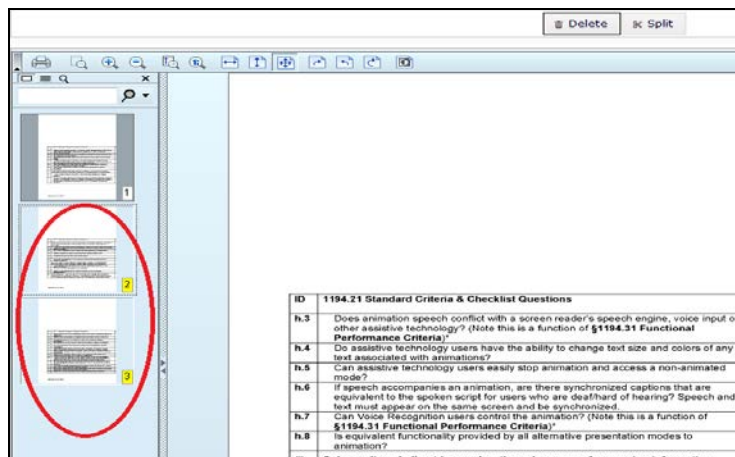 Delete Split
1
2
3
ID 1194.21 Standard Criteria & Checklist Questions
h.3 Does animation speech conflict with a screen reader's speech engine, voice input o
other assistive technology? (Note this is a function of §1194.31 Functional
Performance Criteria)*
h.4 Do assistive technology users have the ability to change text size and colors of any
text associated with animations?
h.5 Can assistive technology users easily stop animation and access a non-animated
mode?
h.6 If speech accompanies an animation, are there synchronized captions that are
equivalent to the spoken script for users who are deaf/hard of hearing? Speech and
text must appear on the same screen and be synchronized.
h.7 Can Voice Recognition users control the animation? (Note this is a function of
§1194.31 Functional Performance Criteria)*
h.8 Is equivalent functionality provided by all alternative presentation modes to
animation?